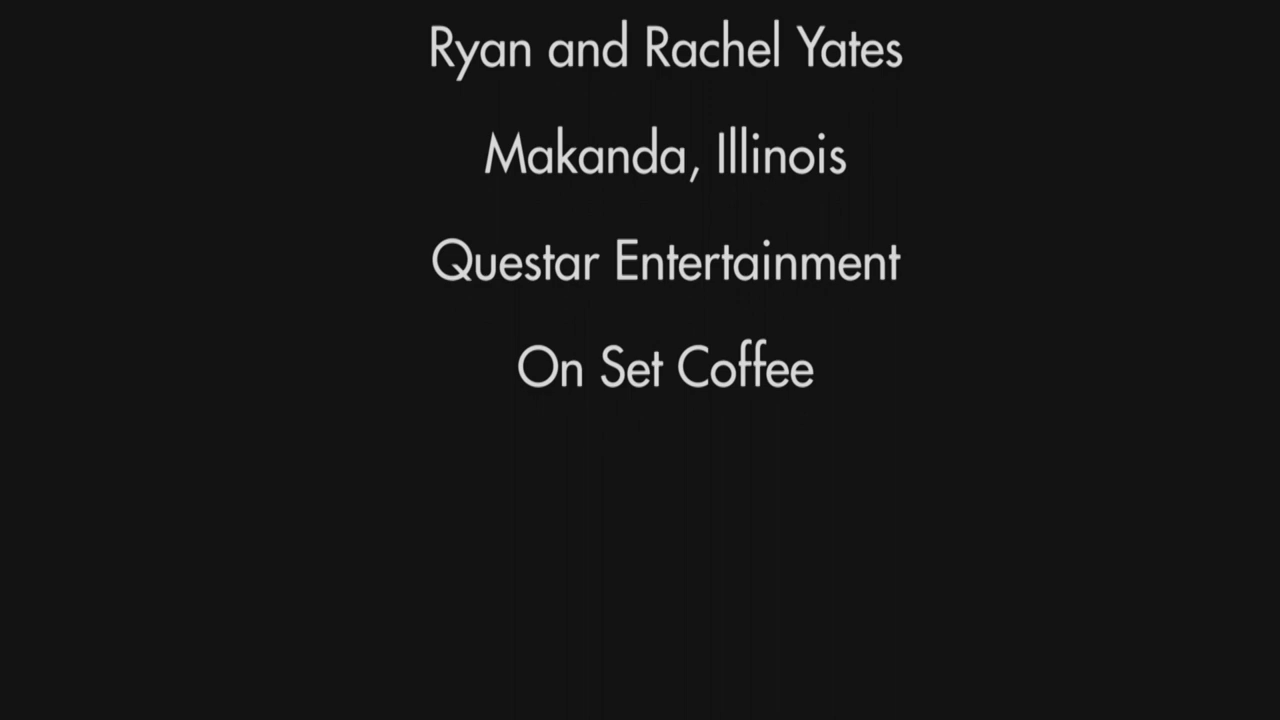 Ryan and Rachel Yates
Makanda, Illinois
Questar Entertainment
On Set Coffee